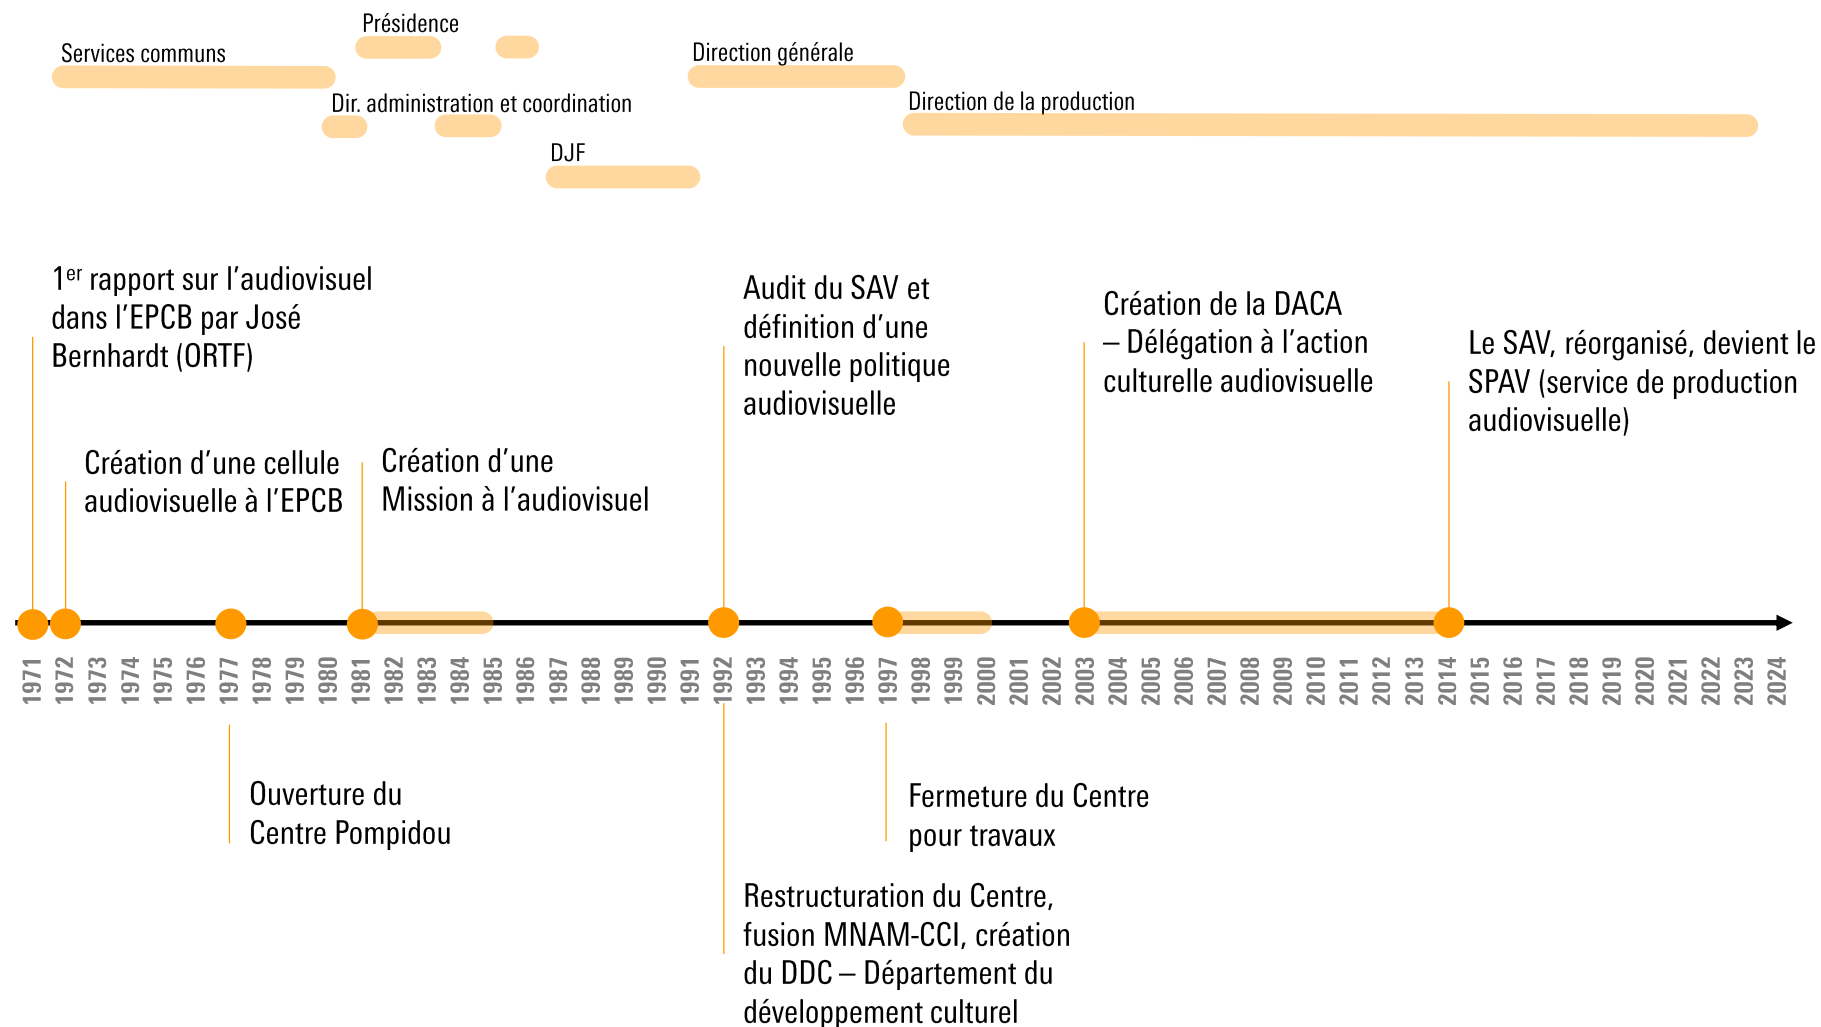 Présidence
Services communs
Direction générale
Dir. administration et coordination
Direction de la production
DJF
1er rapport sur l’audiovisuel
dans l’EPCB par José
Bernhardt (ORTF)
Audit du SAV et
définition d’une
nouvelle politique
audiovisuelle
Création de la DACA
– Délégation à l’action
culturelle audiovisuelle
Le SAV, réorganisé, devient le
SPAV (service de production
audiovisuelle)
Création d’une cellule
audiovisuelle à l’EPCB
Création d’une
Mission à l’audiovisuel
1971
1972
1973
1974
1975
1976
1977
1978
1979
1980
1981
1982
1983
1984
1985
1986
1987
1988
1989
1990
1991
1992
1993
1994
1995
1996
1997
1998
1999
2000
2001
2002
2003
2004
2005
2006
2007
2008
2009
2010
2011
2012
2013
2014
2015
2016
2017
2018
2019
2020
2021
2022
2023
2024
Ouverture du
Centre Pompidou
Fermeture du Centre
pour travaux
Restructuration du Centre,
fusion MNAM-CCI, création
du DDC – Département du
développement culturel